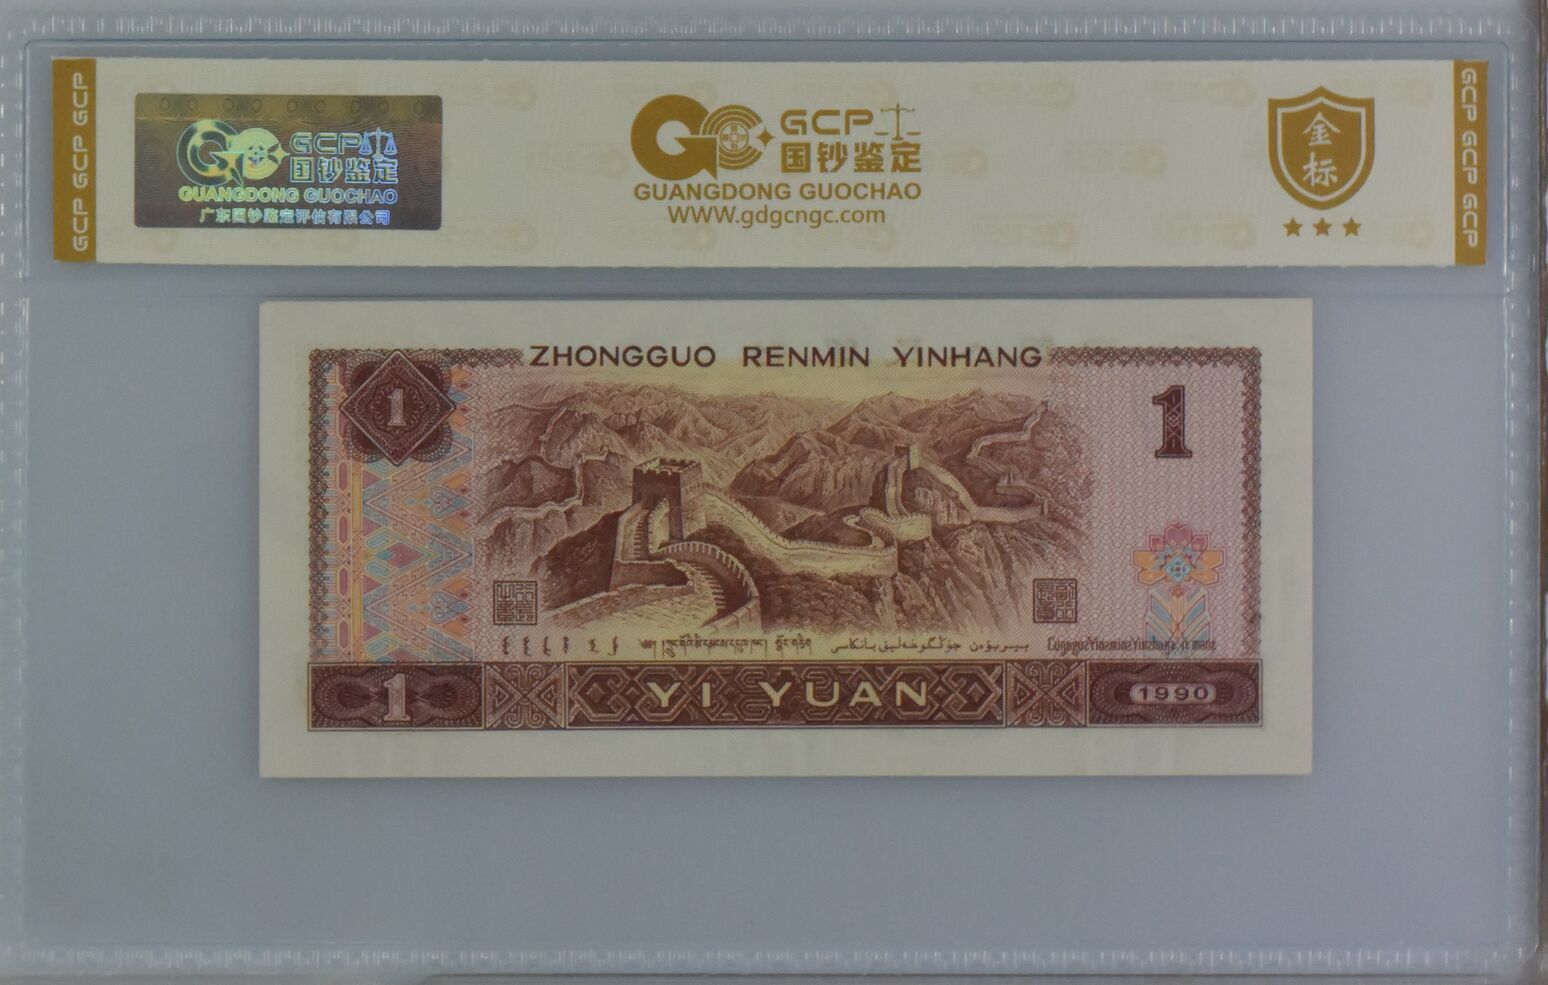 GCP GCP GCP
GCP
国钞鉴定
GUANGDONG GUOCHAO
广东国钞鉴定评估有限公司
GCP
国钞鉴定
GUANGDONG GUOCHAO
WWW.gdgcngc.com
金
标
GCP GCP GCP
ZHONGGUO RENMIN YINHANG
1
1
1
YI YUAN
1990